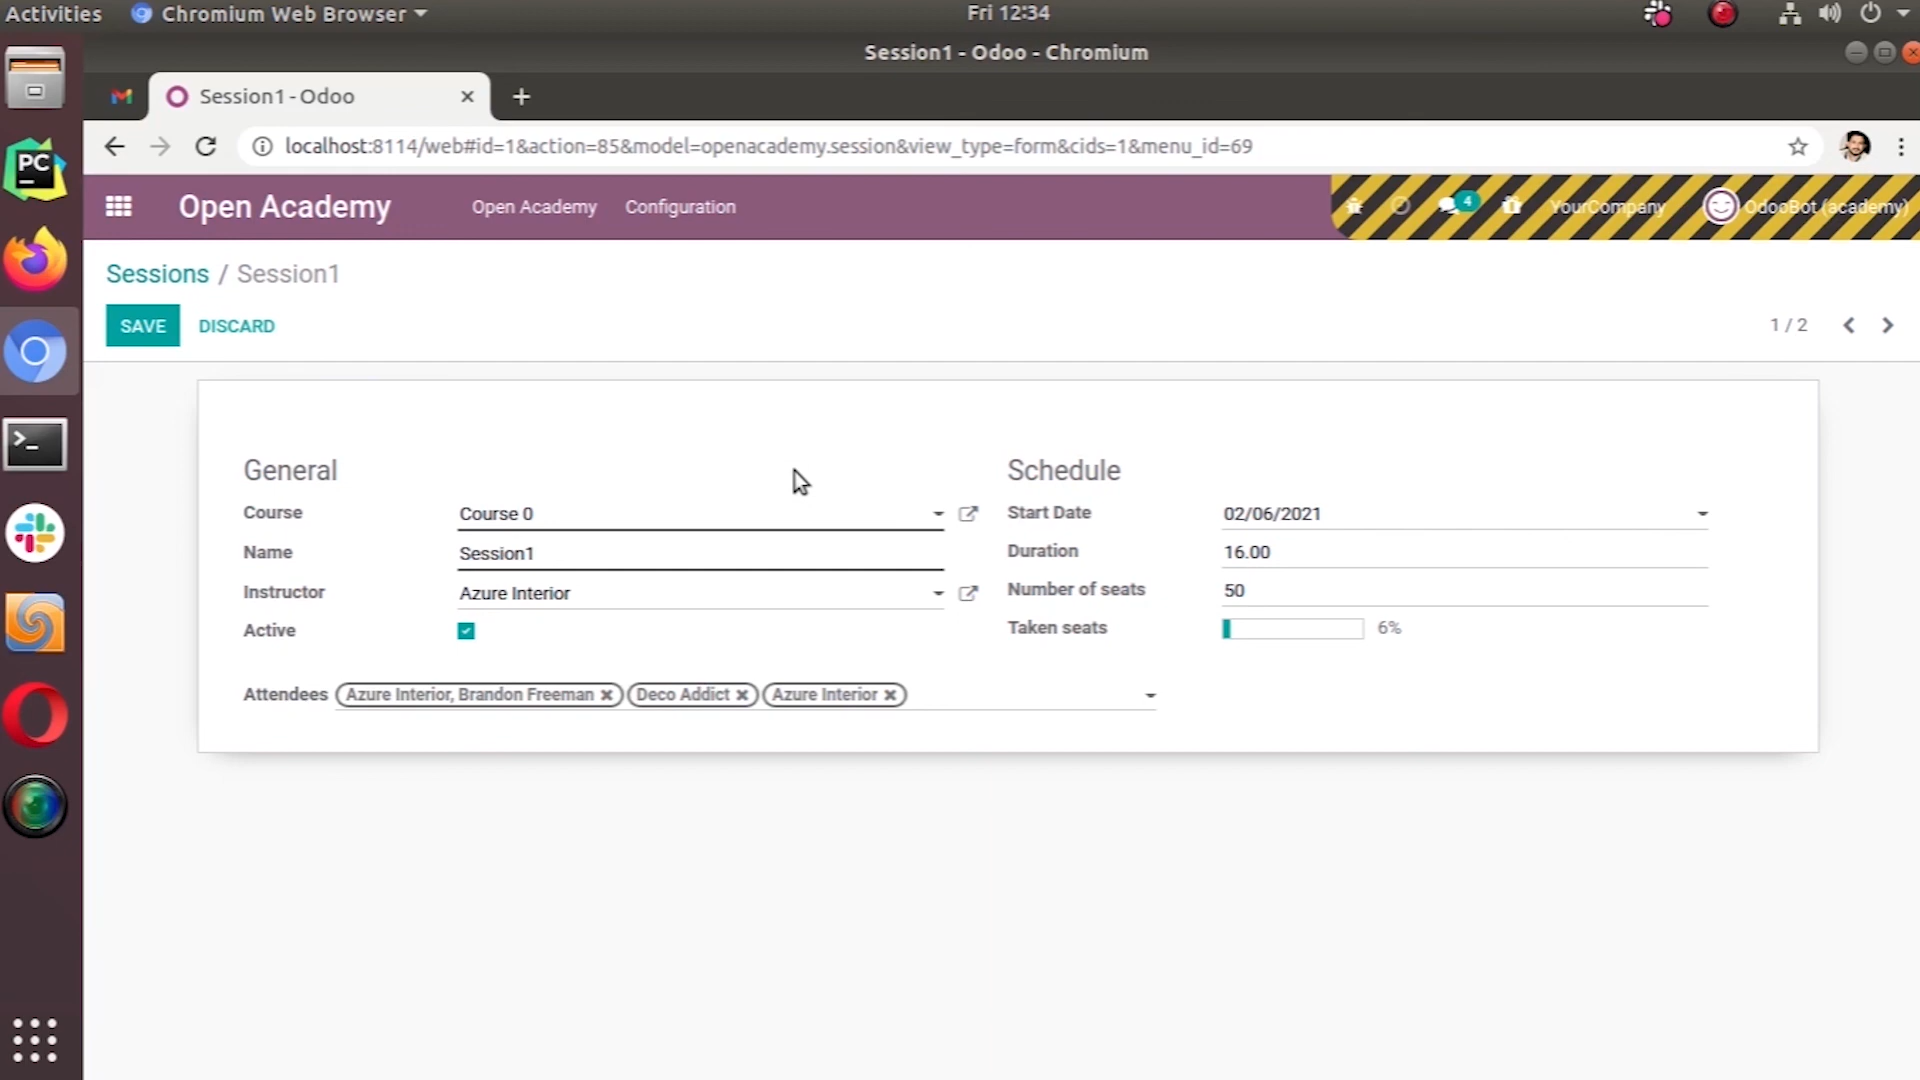 Activities Chromium Web Browser Fri 12:34
Session1 - Odoo - Chromium
Session1 - Odoo
localhost:8114/web#id=1&action=85&model=openacademy.session&view_type=form&cids=1&menu_id=69
Open Academy Open Academy Configuration 4 YourCompany OdooBot (academy)
Sessions / Session1
SAVE DISCARD 1 / 2
General Schedule
Course Course 0 Start Date 02/06/2021
Name Session1 Duration 16.00
Instructor Azure Interior Number of seats 50
Active Taken seats 6%
Attendees Azure Interior, Brandon Freeman Deco Addict Azure Interior
PC